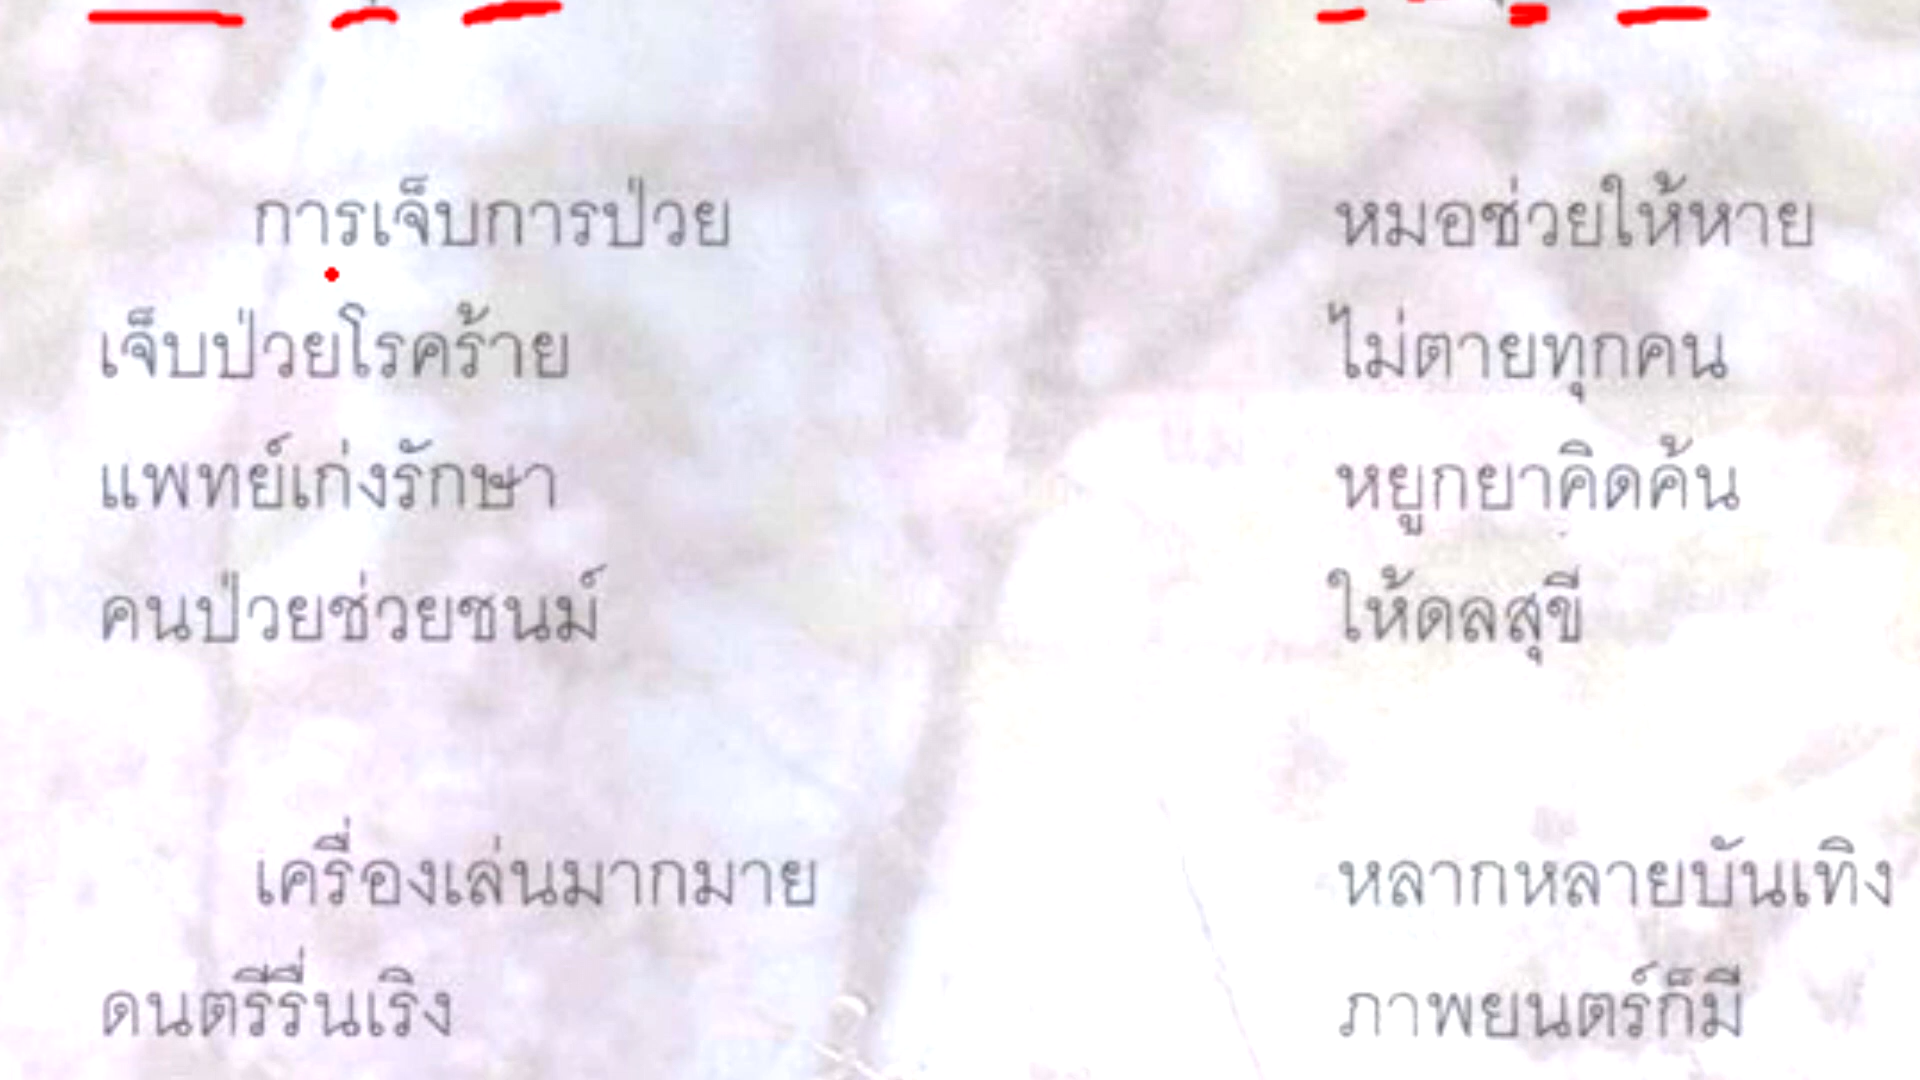 การเจ็บการป่วย หมอช่วยให้หาย
เจ็บป่วยโรคร้าย ไม่ตายทุกคน
แพทย์เก่งรักษา หยูกยาคิดค้น
คนป่วยช่วยชนม์ ให้ดลสุขี
เครื่องเล่นมากมาย หลากหลายบันเทิง
ดนตรีรื่นเริง ภาพยนตร์ก็มี